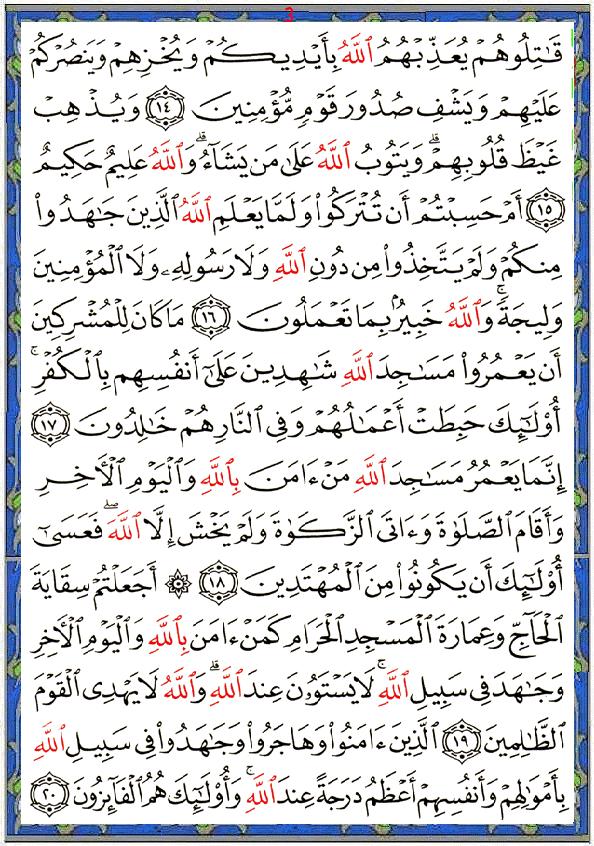 3
قَٰتِلُوهُمْ يُعَذِّبْهُمُ ٱللَّهُ بِأَيْدِيكُمْ وَيُخْزِهِمْ وَيَنصُرْكُمْ
عَلَيْهِمْ وَيَشْفِ صُدُورَ قَوْمٍ مُّؤْمِنِينَ ١٤ وَيُذْهِبْ
غَيْظَ قُلُوبِهِمْ ۗ وَيَتُوبُ ٱللَّهُ عَلَىٰ مَن يَشَآءُ ۗ وَٱللَّهُ عَلِيمٌ حَكِيمٌ
١٥ أَمْ حَسِبْتُمْ أَن تُتْرَكُوا۟ وَلَمَّا يَعْلَمِ ٱللَّهُ ٱلَّذِينَ جَٰهَدُوا۟
مِنكُمْ وَلَمْ يَتَّخِذُوا۟ مِن دُونِ ٱللَّهِ وَلَا رَسُولِهِۦ وَلَا ٱلْمُؤْمِنِينَ
وَلِيجَةً ۚ وَٱللَّهُ خَبِيرٌۢ بِمَا تَعْمَلُونَ ١٦ مَا كَانَ لِلْمُشْرِكِينَ
أَن يَعْمُرُوا۟ مَسَٰجِدَ ٱللَّهِ شَٰهِدِينَ عَلَىٰٓ أَنفُسِهِم بِٱلْكُفْرِ ۚ
أُو۟لَٰٓئِكَ حَبِطَتْ أَعْمَٰلُهُمْ وَفِى ٱلنَّارِ هُمْ خَٰلِدُونَ ١٧
إِنَّمَا يَعْمُرُ مَسَٰجِدَ ٱللَّهِ مَنْ ءَامَنَ بِٱللَّهِ وَٱلْيَوْمِ ٱلْـَٔاخِرِ
وَأَقَامَ ٱلصَّلَوٰةَ وَءَاتَى ٱلزَّكَوٰةَ وَلَمْ يَخْشَ إِلَّا ٱللَّهَ ۖ فَعَسَىٰٓ
أُو۟لَٰٓئِكَ أَن يَكُونُوا۟ مِنَ ٱلْمُهْتَدِينَ ١٨ ۞ أَجَعَلْتُمْ سِقَايَةَ
ٱلْحَآجِّ وَعِمَارَةَ ٱلْمَسْجِدِ ٱلْحَرَامِ كَمَنْ ءَامَنَ بِٱللَّهِ وَٱلْيَوْمِ ٱلْـَٔاخِرِ
وَجَٰهَدَ فِى سَبِيلِ ٱللَّهِ ۚ لَا يَسْتَوُۥنَ عِندَ ٱللَّهِ ۗ وَٱللَّهُ لَا يَهْدِى ٱلْقَوْمَ
ٱلظَّٰلِمِينَ ١٩ ٱلَّذِينَ ءَامَنُوا۟ وَهَاجَرُوا۟ وَجَٰهَدُوا۟ فِى سَبِيلِ ٱللَّهِ
بِأَمْوَٰلِهِمْ وَأَنفُسِهِمْ أَعْظَمُ دَرَجَةً عِندَ ٱللَّهِ ۚ وَأُو۟لَٰٓئِكَ هُمُ ٱلْفَآئِزُونَ ٢٠